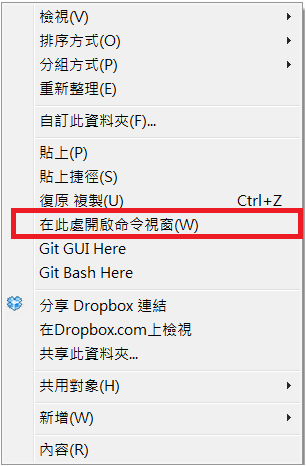 檢視(V)
排序方式(O)
分組方式(P)
重新整理(E)
自訂此資料夾(F)...
貼上(P)
貼上捷徑(S)
復原 複製(U) Ctrl+Z
在此處開啟命令視窗(W)
Git GUI Here
Git Bash Here
分享 Dropbox 連結
在Dropbox.com上檢視
共享此資料夾...
共用對象(H)
新增(W)
內容(R)